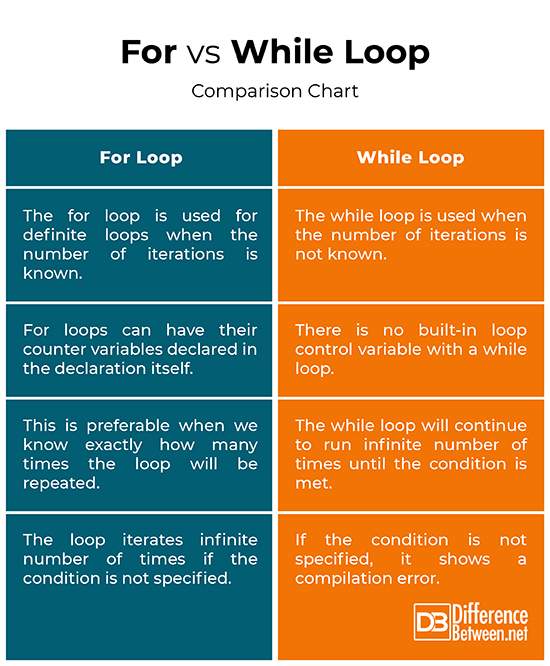 For vs While Loop
Comparison Chart
For Loop
While Loop
The for loop is used for
definite loops when the
number of iterations is
known.
The while loop is used when
the number of iterations is
not known.
For loops can have their
counter variables declared in
the declaration itself.
There is no built-in loop
control variable with a while
loop.
This is preferable when we
know exactly how many
times the loop will be
repeated.
The while loop will continue
to run infinite number of
times until the condition is
met.
The loop iterates infinite
number of times if the
condition is not specified.
If the condition is not
specified, it shows a
compilation error.
DB Difference
Between.net